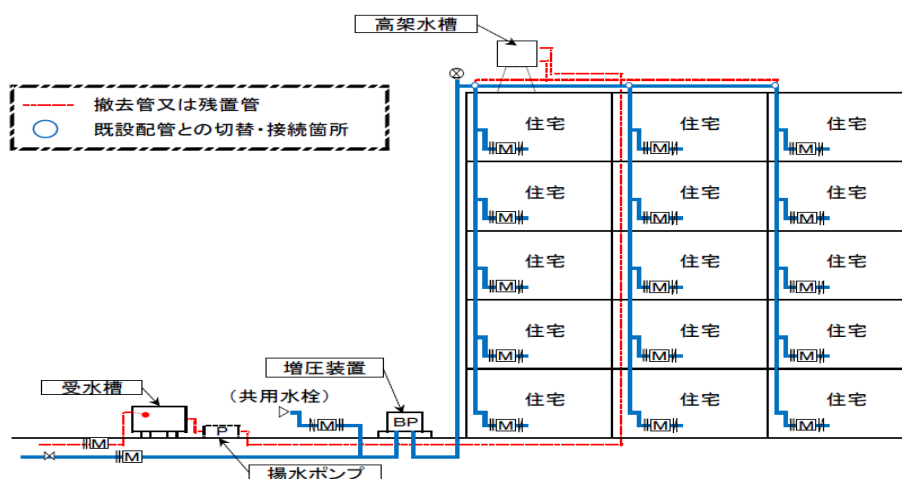 高架水槽
撤去管又は残置管
既設配管との切替・接続箇所
住宅 住宅 住宅
M M M
住宅 住宅 住宅
M M M
住宅 住宅 住宅
M M M
住宅 住宅 住宅
M M M
増圧装置
受水槽
(共用水栓)
住宅 住宅 住宅
BP
M M M M
P
M
M
揚水ポンプ